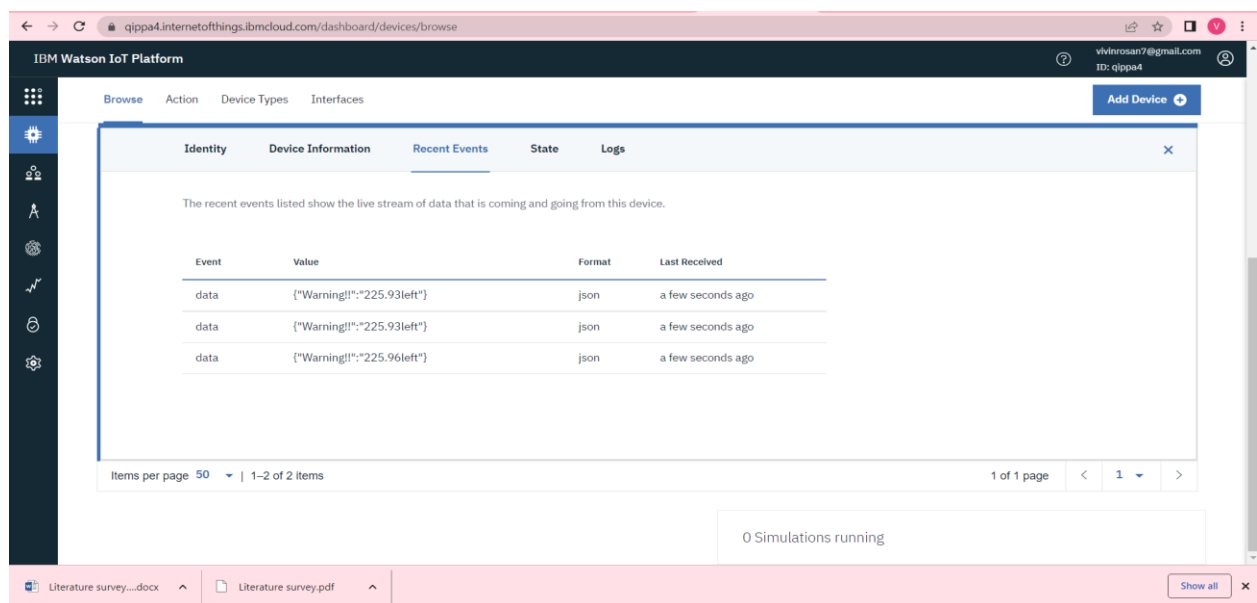 qippa4.internetofthings.ibmcloud.com/dashboard/devices/browse
V
IBM Watson IoT Platform
vivinrosan7@gmail.com
ID: qippa4
Browse Action Device Types Interfaces
Add Device
Identity Device Information Recent Events State Logs
The recent events listed show the live stream of data that is coming and going from this device.
Event Value Format Last Received
data {"Warning!!":"225.93left"} json a few seconds ago
data {"Warning!!":"225.93left"} json a few seconds ago
data {"Warning!!":"225.96left"} json a few seconds ago
Items per page 50 | 1–2 of 2 items 1 of 1 page 1
0 Simulations running
Literature survey....docx Literature survey.pdf Show all